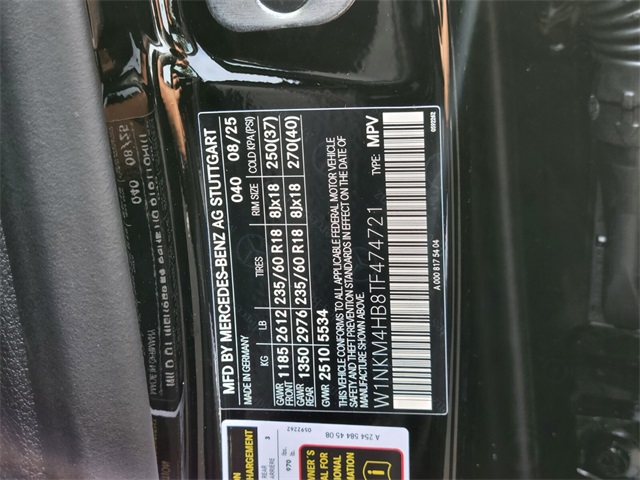 MFD BY MERCEDES-BENZ AG STUTTGART
MADE IN GERMANY 040 08/25
KG LB TIRES RIM SIZE COLD KPA(PSI)
GAWR FRONT 1185 2612 235/60 R18 8Jx18 250(37)
GAWR REAR 1350 2976 235/60 R18 8Jx18 270(40)
GVWR 2510 5534
THIS VEHICLE CONFORMS TO ALL APPLICABLE FEDERAL MOTOR VEHICLE
SAFETY AND THEFT PREVENTION STANDARDS IN EFFECT ON THE DATE OF
MANUFACTURE SHOWN ABOVE.
W1NKM4HB8TF474721 TYPE: MPV
A 000 817 54 04
A 254 584 45 08
REAR 3
lbs.
970